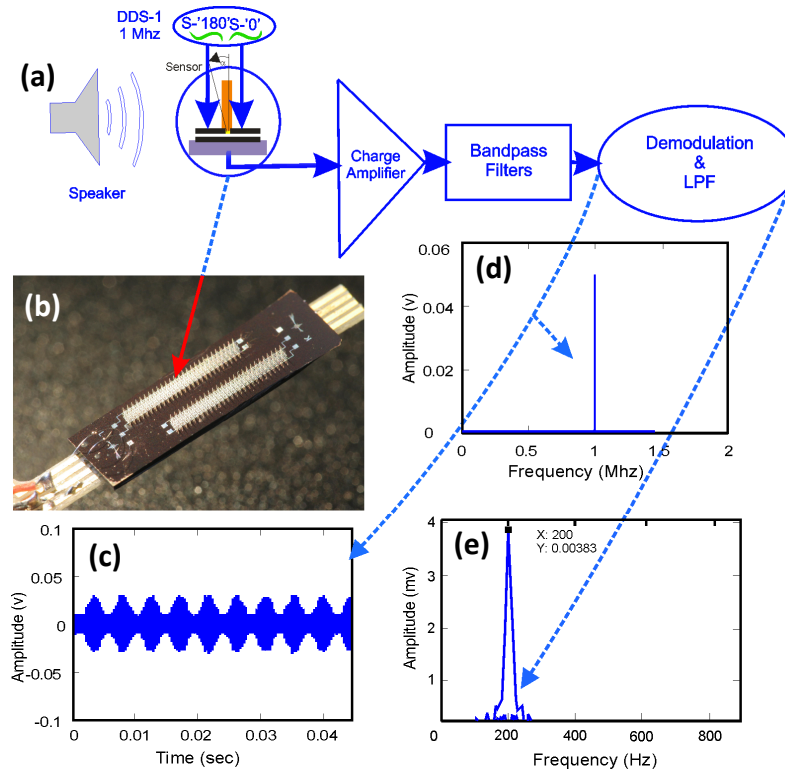 DDS-1
1 Mhz
S-'180'
S-'0'
(a)
Sensor
Speaker
Charge
Amplifier
Bandpass
Filters
Demodulation
&
LPF
(b)
(d)
0.06
0.04
0.02
0
Amplitude (v)
0
0.5
1
1.5
2
Frequency (Mhz)
(c)
0.1
0.05
0
-0.05
-0.1
Amplitude (v)
0
0.01
0.02
0.03
0.04
Time (sec)
(e)
X: 200
Y: 0.00383
4
3
2
1
Amplitude (mv)
0
200
400
600
800
Frequency (Hz)